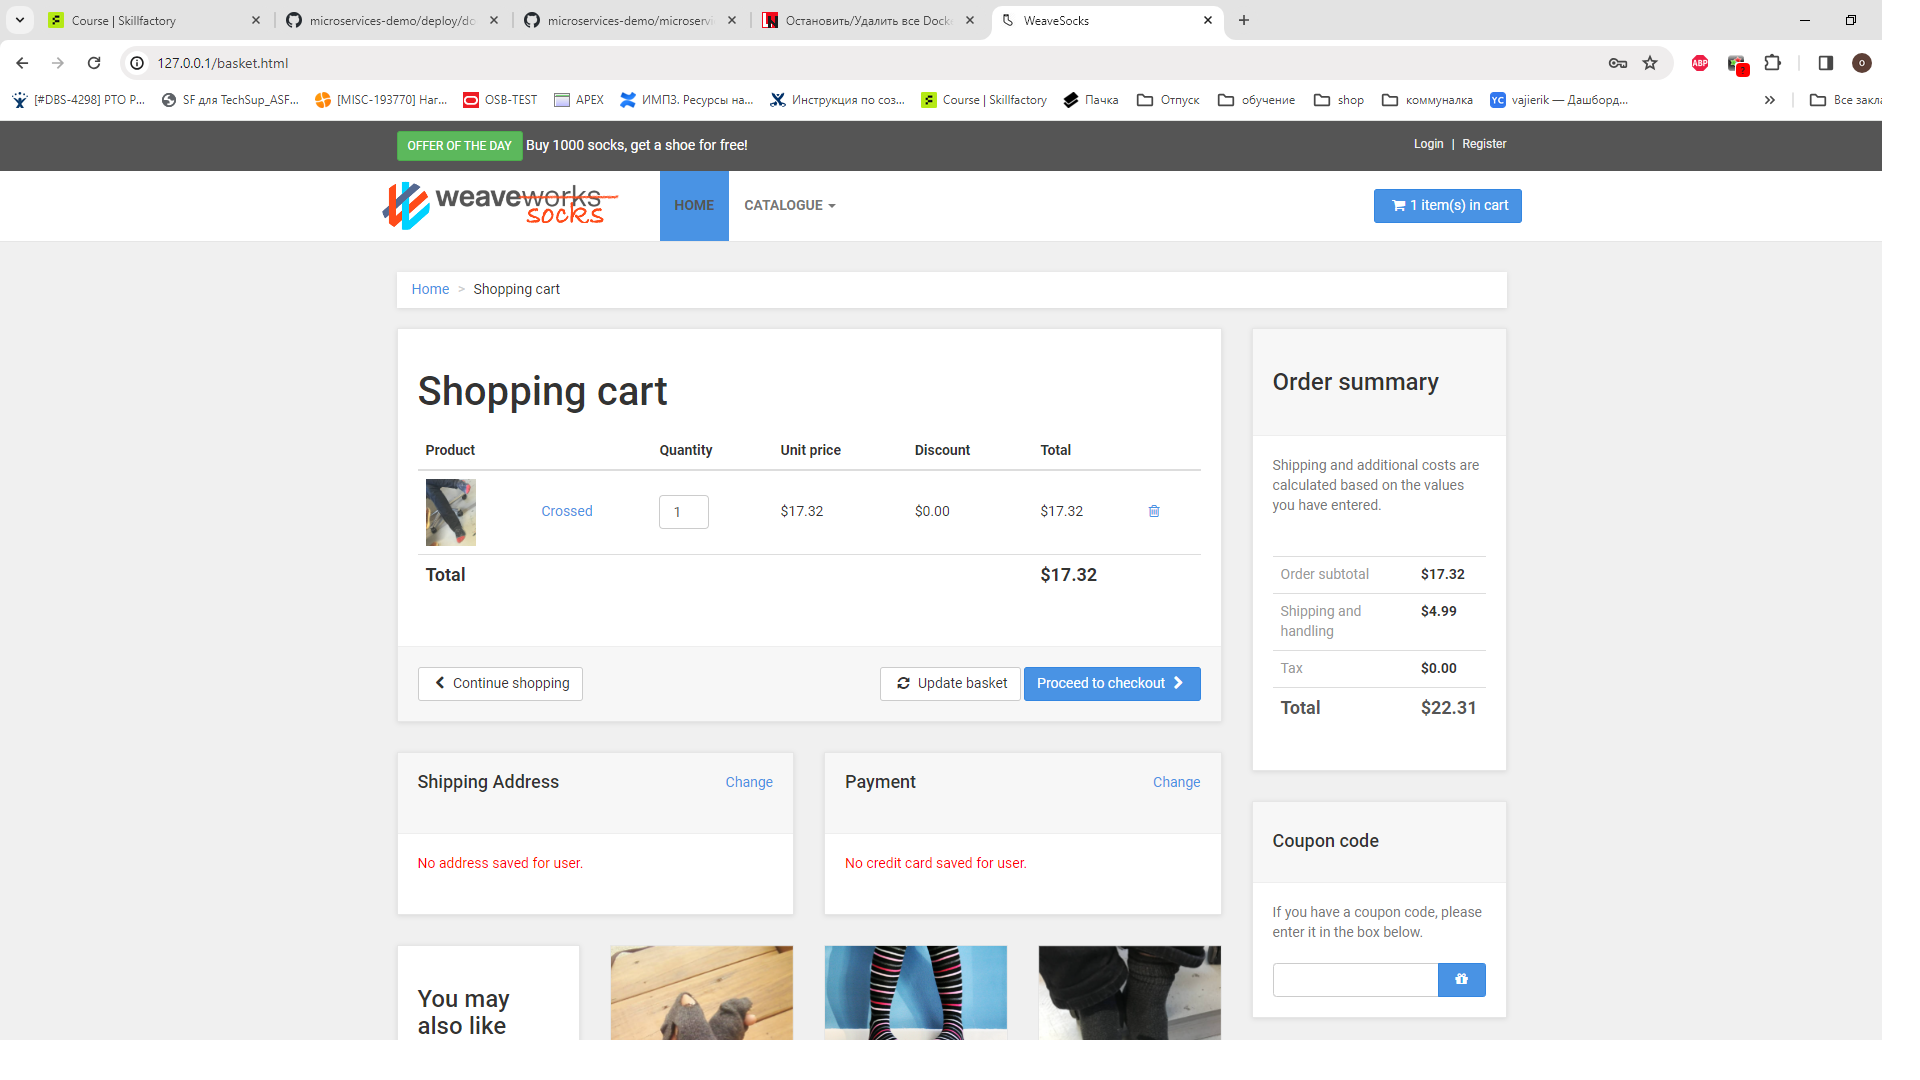 Course | Skillfactory
microservices-demo/deploy/do
microservices-demo/microservi
Остановить/Удалить все Docke
WeaveSocks
127.0.0.1/basket.html
[#DBS-4298] РТО Р...
SF для TechSup_ASF...
[MISC-193770] Наг...
OSB-TEST
APEX
ИМПЗ. Ресурсы на...
Инструкция по соз...
Course | Skillfactory
Пачка
Отпуск
обучение
shop
коммуналка
vajierik — Дашборд...
Все закла
OFFER OF THE DAY Buy 1000 socks, get a shoe for free!
Login | Register
weaveworks
socks
HOME
CATALOGUE
1 item(s) in cart
Home > Shopping cart
Shopping cart
Product Quantity Unit price Discount Total
Crossed 1 $17.32 $0.00 $17.32
Total $17.32
Continue shopping
Update basket
Proceed to checkout
Order summary
Shipping and additional costs are
calculated based on the values
you have entered.
Order subtotal $17.32
Shipping and $4.99
handling
Tax $0.00
Total $22.31
Shipping Address Change
No address saved for user.
Payment Change
No credit card saved for user.
Coupon code
If you have a coupon code, please
enter it in the box below.
You may
also like